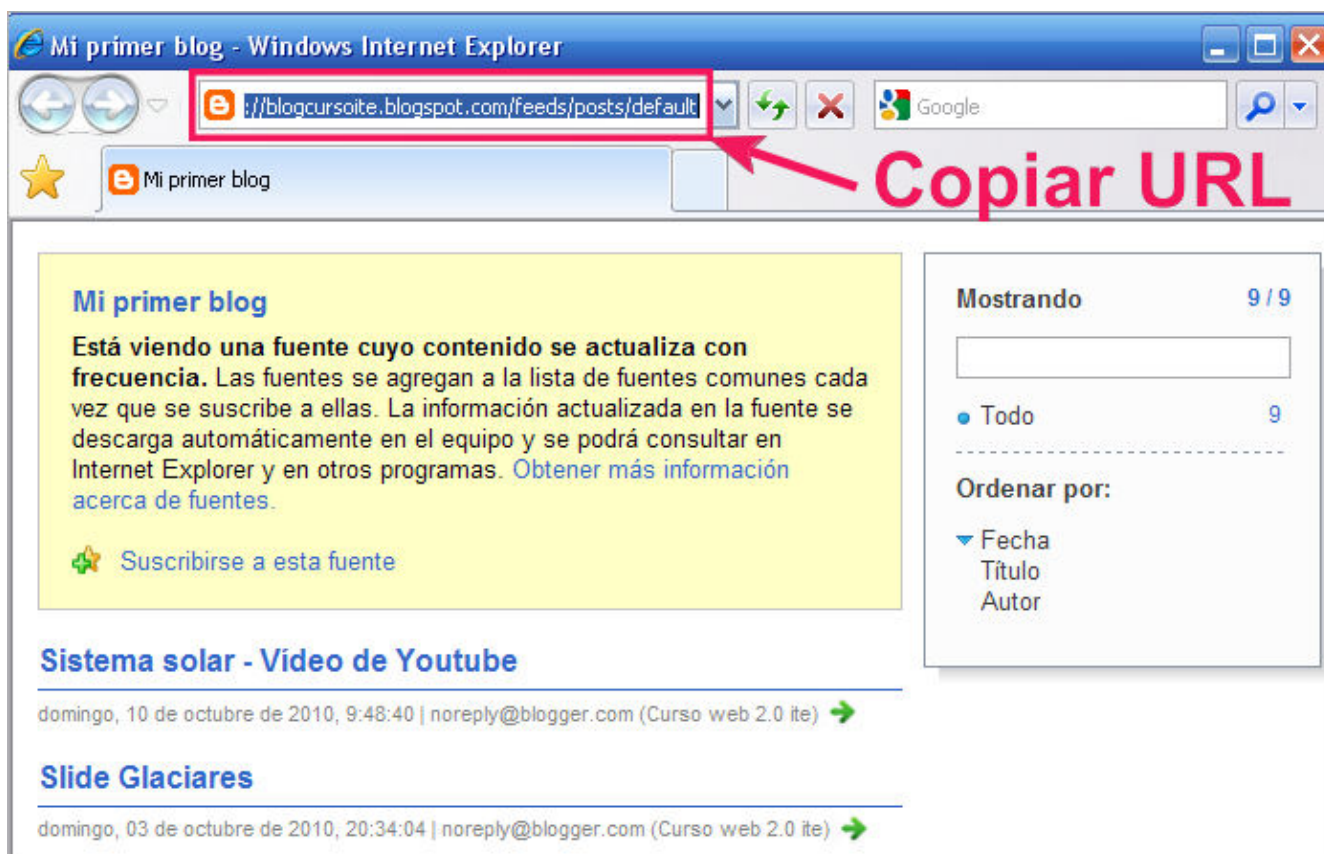 Mi primer blog - Windows Internet Explorer
://blogcursoite.blogspot.com/feeds/posts/default
Google
Mi primer blog
Copiar URL
Mi primer blog
Está viendo una fuente cuyo contenido se actualiza con
frecuencia. Las fuentes se agregan a la lista de fuentes comunes cada
vez que se suscribe a ellas. La información actualizada en la fuente se
descarga automáticamente en el equipo y se podrá consultar en
Internet Explorer y en otros programas. Obtener más información
acerca de fuentes.
Suscribirse a esta fuente
Mostrando 9 / 9
Todo 9
Ordenar por:
Fecha
Título
Autor
Sistema solar - Vídeo de Youtube
domingo, 10 de octubre de 2010, 9:48:40 | noreply@blogger.com (Curso web 2.0 ite)
Slide Glaciares
domingo, 03 de octubre de 2010, 20:34:04 | noreply@blogger.com (Curso web 2.0 ite)